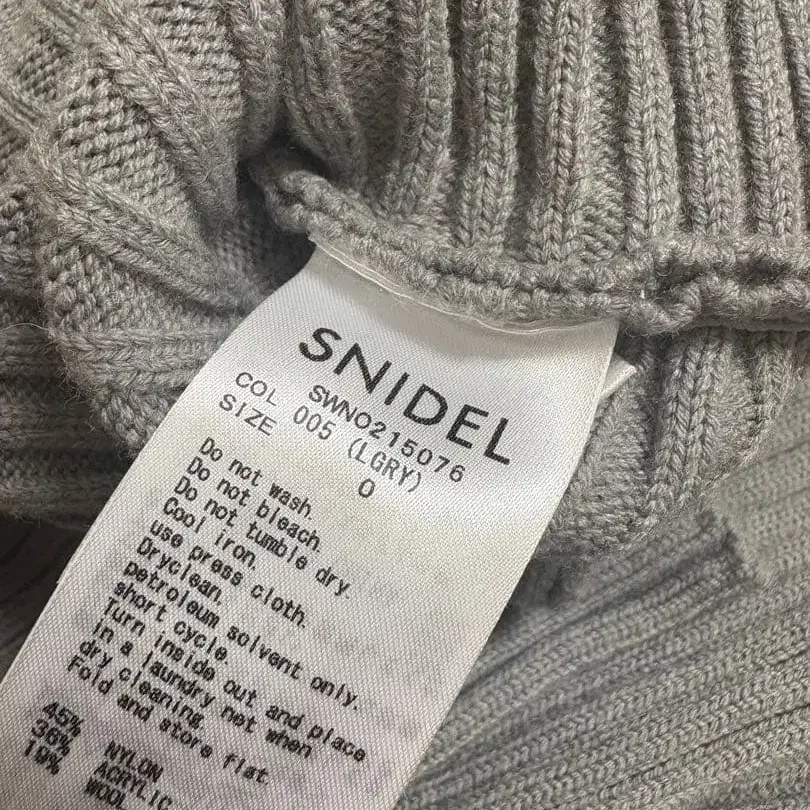 SNIDEL
SWNO215076
COL 005 (LGRY)
SIZE 0
Do not wash.
Do not bleach.
Do not tumble dry.
Cool iron.
use press cloth.
Dryclean.
petroleum solvent only.
short cycle.
Turn inside out and place
in a laundry net when
dry cleaning.
Fold and store flat
45% NYLON
36% ACRYLIC
19% WOOL